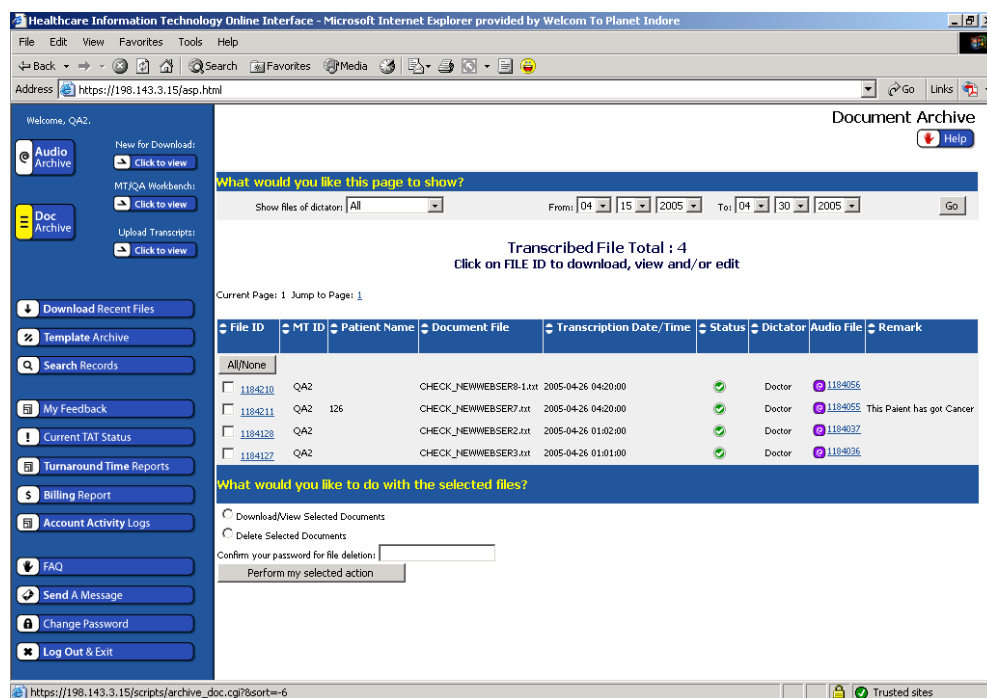 Healthcare Information Technology Online Interface - Microsoft Internet Explorer provided by Welcom To Planet Indore
File Edit View Favorites Tools Help
Back Search Favorites Media
Address https://198.143.3.15/asp.html Go Links
Welcome, QA2.
Audio Archive
New for Download:
Click to view
MT/QA Workbench:
Click to view
Doc Archive
Upload Transcripts:
Click to view
Download Recent Files
Template Archive
Search Records
My Feedback
Current TAT Status
Turnaround Time Reports
Billing Report
Account Activity Logs
FAQ
Send A Message
Change Password
Log Out & Exit
Document Archive
Help
What would you like this page to show?
Show files of dictator: All From: 04 15 2005 To: 04 30 2005 Go
Transcribed File Total : 4
Click on FILE ID to download, view and/or edit
Current Page: 1 Jump to Page: 1
File ID MT ID Patient Name Document File Transcription Date/Time Status Dictator Audio File Remark
All/None
1184210 QA2 CHECK_NEWWEBSER8-1.txt 2005-04-26 04:20:00 Doctor 1184056
1184211 QA2 126 CHECK_NEWWEBSER7.txt 2005-04-26 04:20:00 Doctor 1184055 This Paient has got Cancer
1184128 QA2 CHECK_NEWWEBSER2.txt 2005-04-26 01:02:00 Doctor 1184037
1184127 QA2 CHECK_NEWWEBSER3.txt 2005-04-26 01:01:00 Doctor 1184036
What would you like to do with the selected files?
Download/View Selected Documents
Delete Selected Documents
Confirm your password for file deletion:
Perform my selected action
https://198.143.3.15/scripts/archive_doc.cgi?&sort=-6 Trusted sites